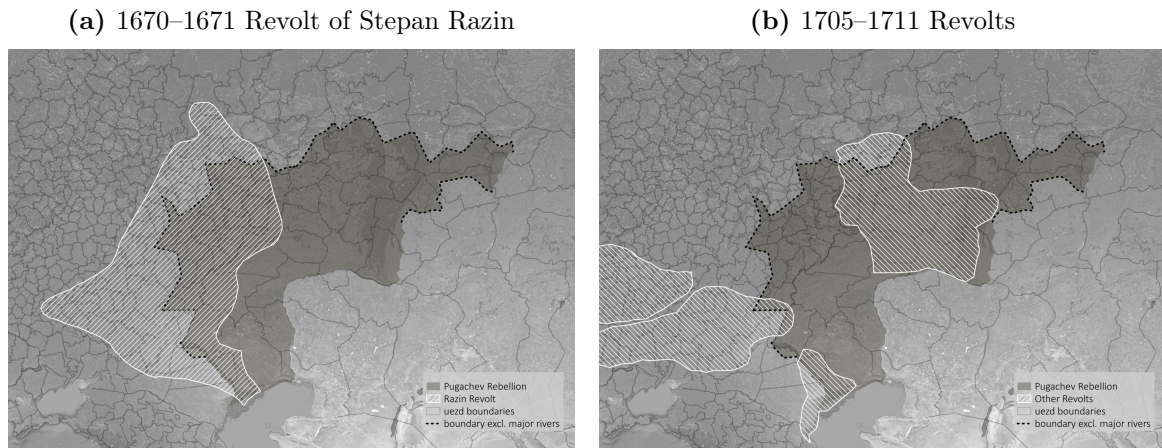 (a) 1670–1671 Revolt of Stepan Razin
Pugachev Rebellion
Razin Revolt
uezd boundaries
boundary excl. major rivers
(b) 1705–1711 Revolts
Pugachev Rebellion
Other Revolts
uezd boundaries
boundary excl. major rivers